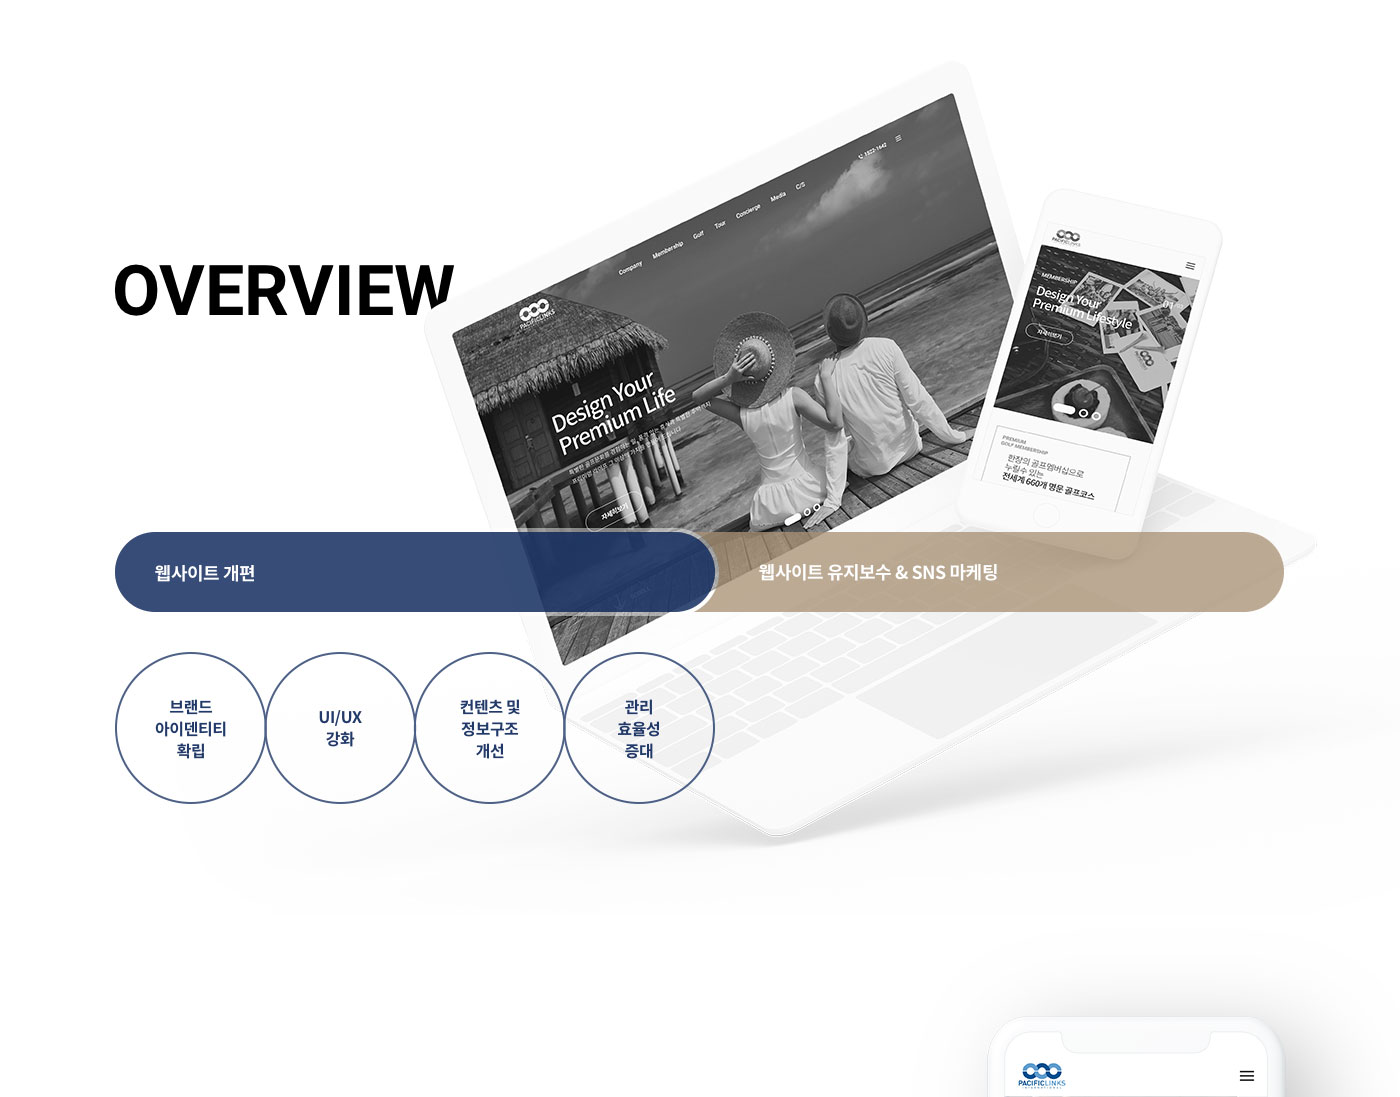 OVERVIEW
1522-1642
Company Membership Golf Tour Concierge Media C/S
PACIFICLINKS
Design Your
Premium Life
자세히보기
PACIFICLINKS
MEMBERSHIP
Design Your
Premium Lifestyle
자세히보기
PREMIUM
GOLF MEMBERSHIP
한장의 골프멤버십으로
누릴수 있는
전세계 660개 명문 골프코스
웹사이트 개편
웹사이트 유지보수 & SNS 마케팅
브랜드
아이덴티티
확립
UI/UX
강화
컨텐츠 및
정보구조
개선
관리
효율성
증대
PACIFICLINKS
INTERNATIONAL